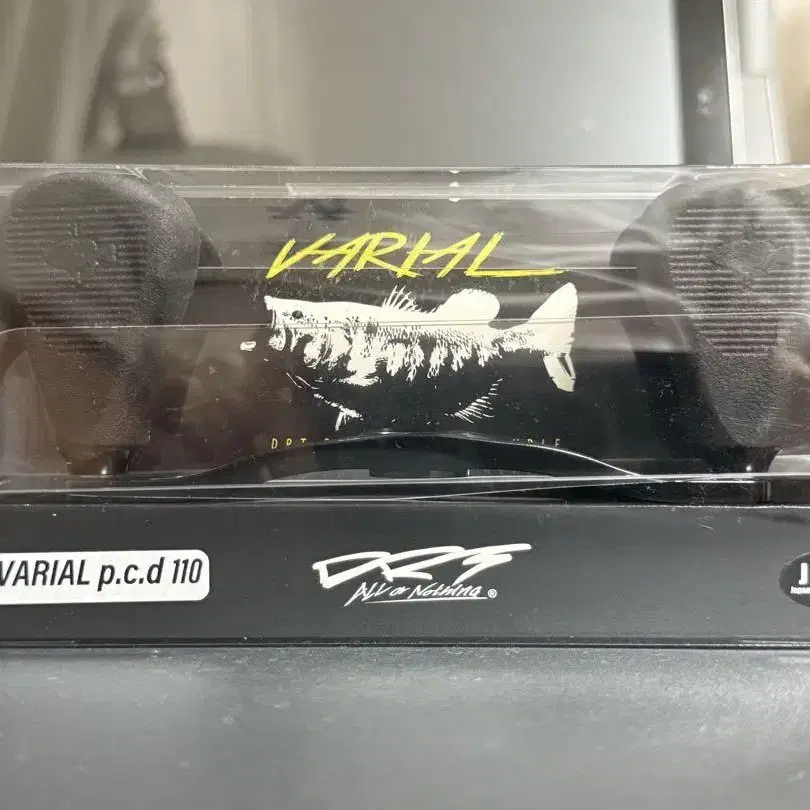 VARIAL
VARIAL p.c.d 110
DRT
All or Nothing ®